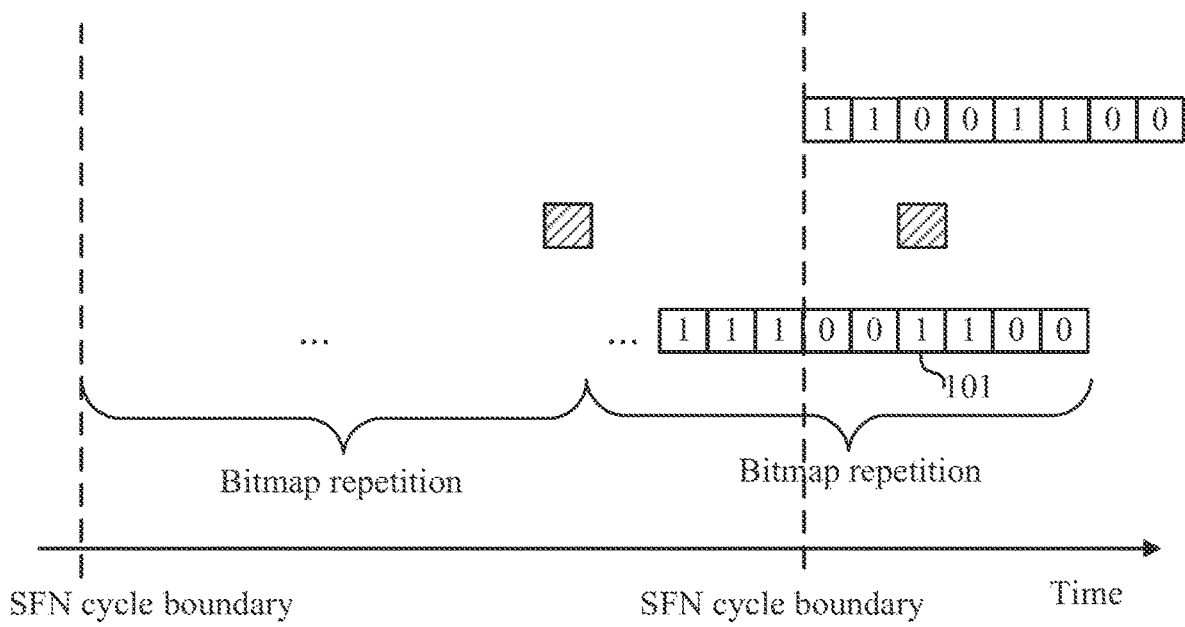 1 1 0 0 1 1 0 0
... ... 1 1 1 0 0 1 1 0 0
101
Bitmap repetition Bitmap repetition
SFN cycle boundary SFN cycle boundary Time